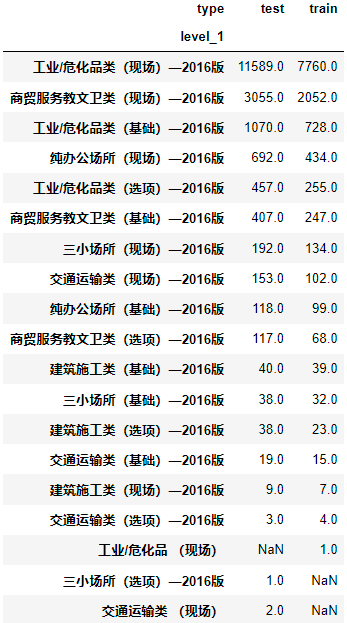 type test train
level_1
工业/危化品类（现场）—2016版 11589.0 7760.0
商贸服务教文卫类（现场）—2016版 3055.0 2052.0
工业/危化品类（基础）—2016版 1070.0 728.0
纯办公场所（现场）—2016版 692.0 434.0
工业/危化品类（选项）—2016版 457.0 255.0
商贸服务教文卫类（基础）—2016版 407.0 247.0
三小场所（现场）—2016版 192.0 134.0
交通运输类（现场）—2016版 153.0 102.0
纯办公场所（基础）—2016版 118.0 99.0
商贸服务教文卫类（选项）—2016版 117.0 68.0
建筑施工类（基础）—2016版 40.0 39.0
三小场所（基础）—2016版 38.0 32.0
建筑施工类（选项）—2016版 38.0 23.0
交通运输类（基础）—2016版 19.0 15.0
建筑施工类（现场）—2016版 9.0 7.0
交通运输类（选项）—2016版 3.0 4.0
工业/危化品 （现场） NaN 1.0
三小场所（选项）—2016版 1.0 NaN
交通运输类 （现场） 2.0 NaN